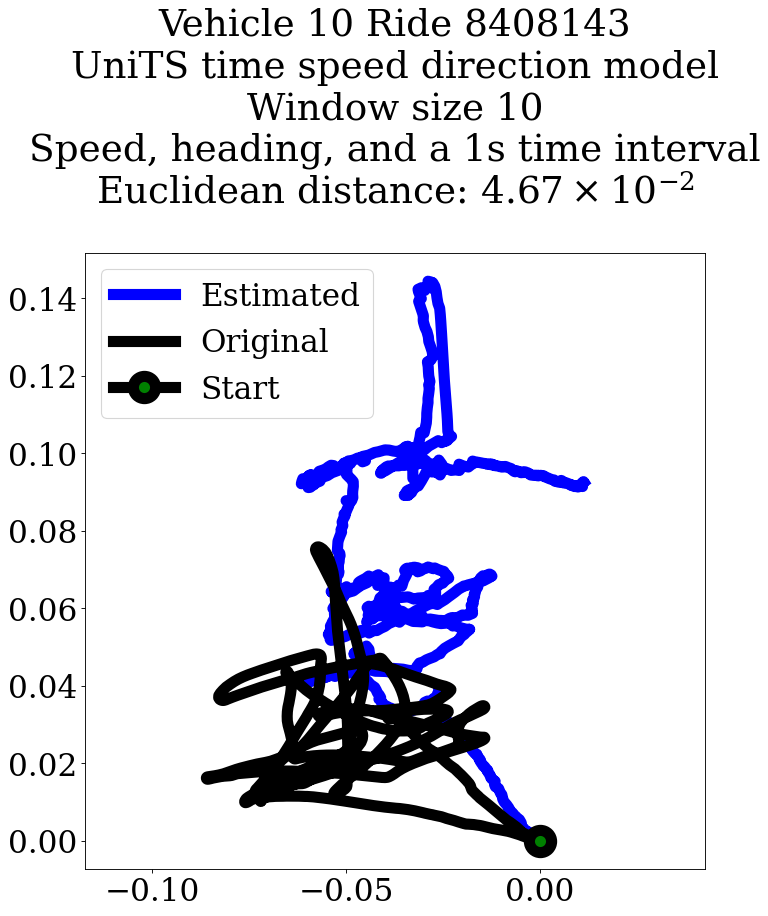 Vehicle 10 Ride 8408143
UniTS time speed direction model
Window size 10
Speed, heading, and a 1s time interval
Euclidean distance: 4.67 × 10⁻²
Estimated
Original
Start
0.14
0.12
0.10
0.08
0.06
0.04
0.02
0.00
−0.10 −0.05 0.00